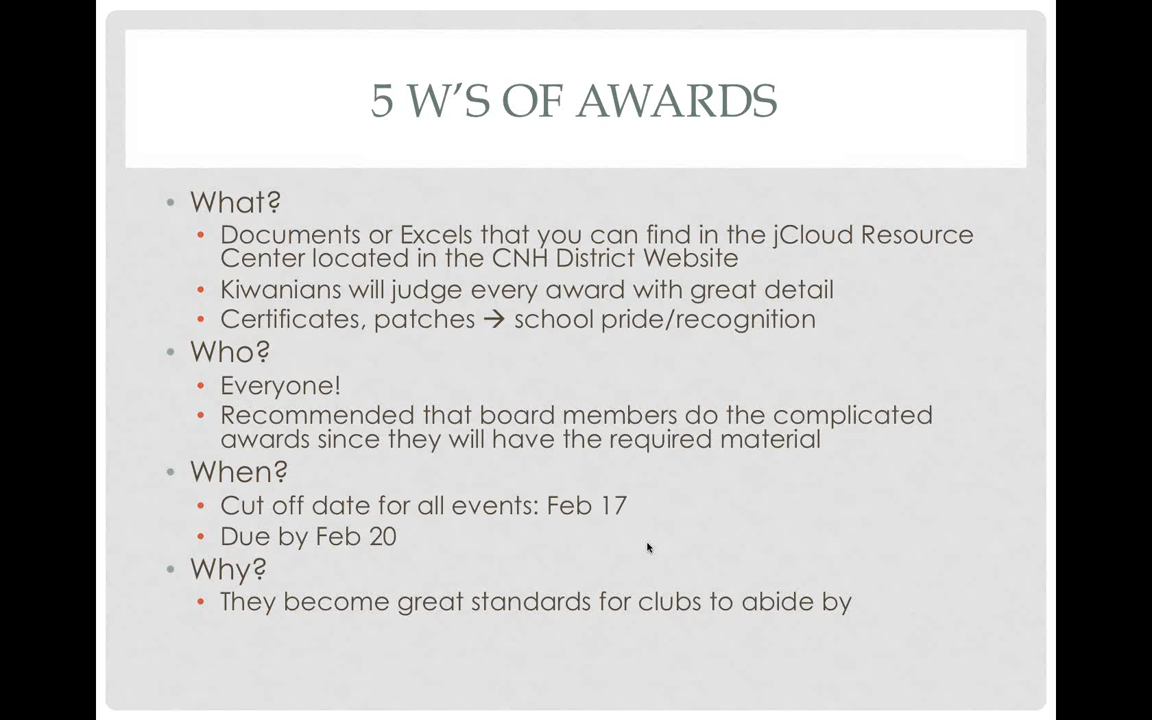 5 W’S OF AWARDS
• What?
• Documents or Excels that you can find in the jCloud Resource
Center located in the CNH District Website
• Kiwanians will judge every award with great detail
• Certificates, patches → school pride/recognition
• Who?
• Everyone!
• Recommended that board members do the complicated
awards since they will have the required material
• When?
• Cut off date for all events: Feb 17
• Due by Feb 20
• Why?
• They become great standards for clubs to abide by